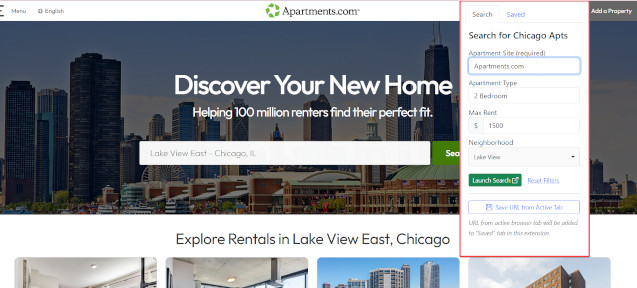 Menu
English
Apartments.com
Add a Property
Discover Your New Home
Helping 100 million renters find their perfect fit.
Lake View East - Chicago, IL
Sea
Explore Rentals in Lake View East, Chicago
Search
Saved
Search for Chicago Apts
Apartment Site (required)
Apartments.com
Apartment Type
2 Bedroom
Max Rent
$ 1500
Neighborhood
Lake View
Launch Search
Reset Filters
Save URL from Active Tab
URL from active browser tab will be added
to "Saved" tab in this extension.